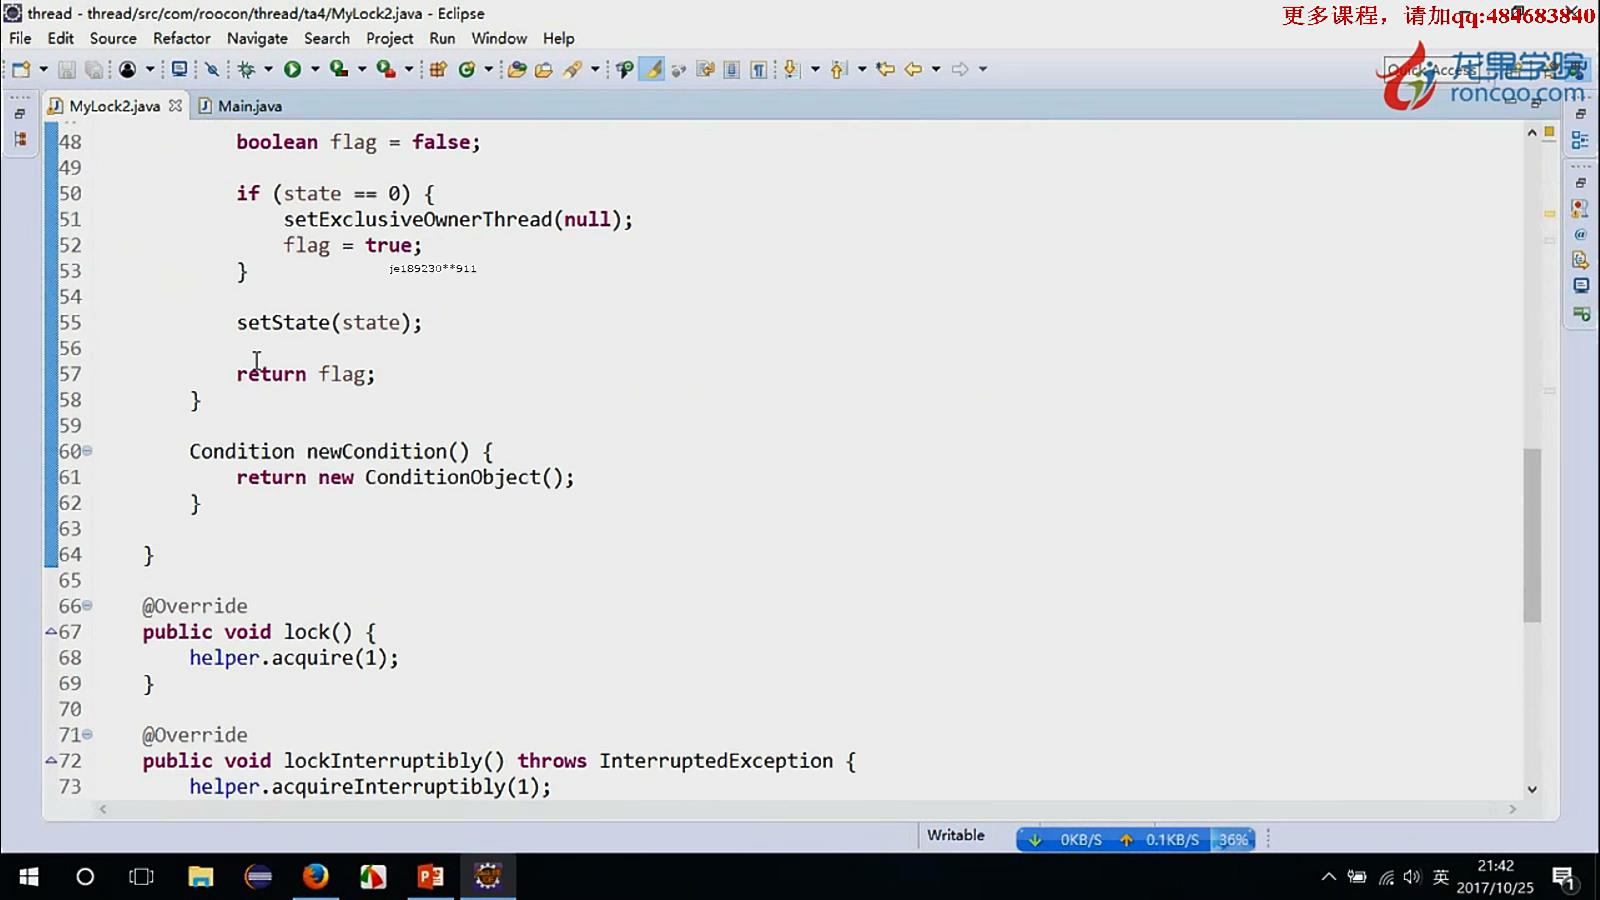 thread - thread/src/com/roocon/thread/ta4/MyLock2.java - Eclipse
更多课程，请加qq:484683840
File Edit Source Refactor Navigate Search Project Run Window Help
Quick Access
龙果学院
roncoo.com
MyLock2.java Main.java
48 boolean flag = false;
49
50 if (state == 0) {
51 setExclusiveOwnerThread(null);
52 flag = true;
53 }
je189230**911
54
55 setState(state);
56
57 return flag;
58 }
59
60 Condition newCondition() {
61 return new ConditionObject();
62 }
63
64 }
65
66 @Override
67 public void lock() {
68 helper.acquire(1);
69 }
70
71 @Override
72 public void lockInterruptibly() throws InterruptedException {
73 helper.acquireInterruptibly(1);
Writable
0KB/S 0.1KB/S 36%
英
21:42
2017/10/25
1